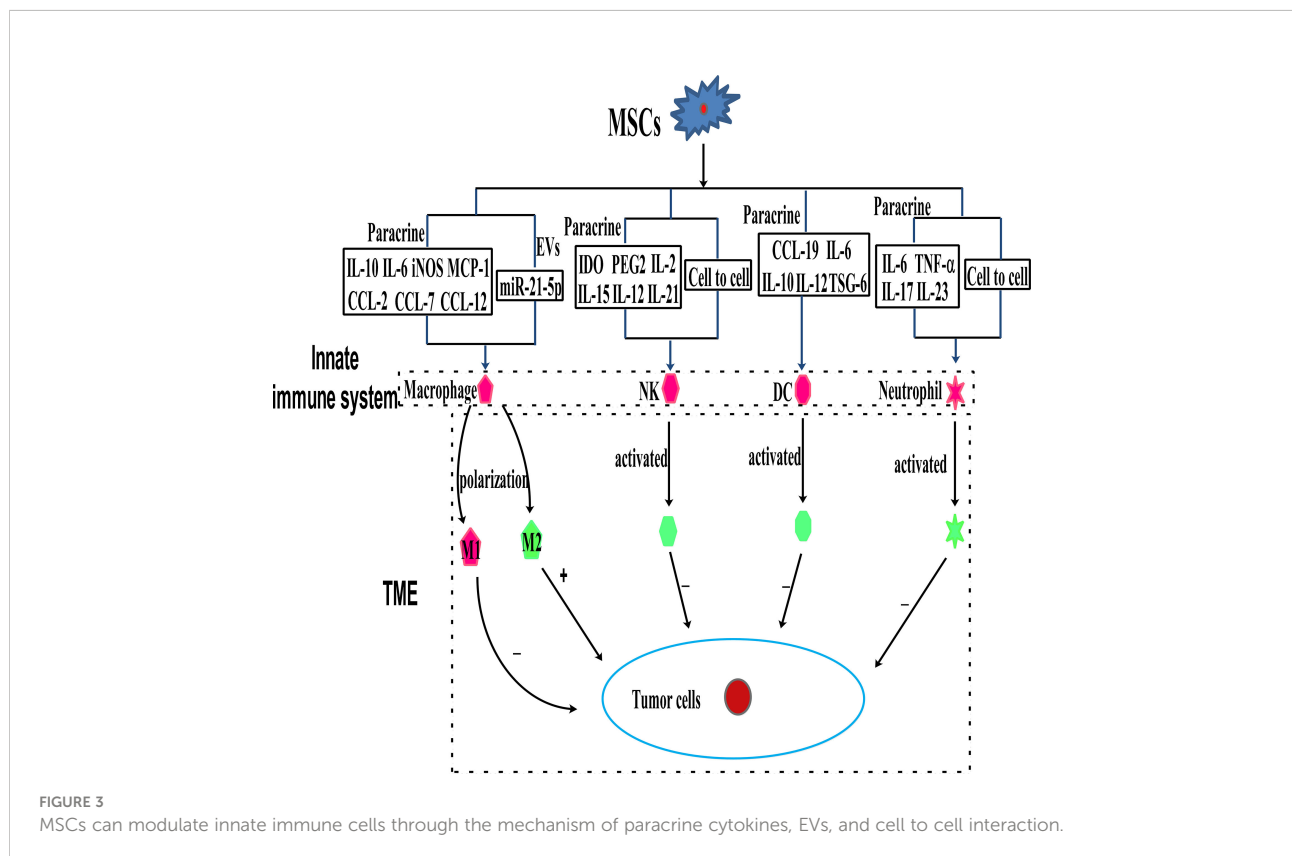 MSCs
Paracrine
EVs
Paracrine
Paracrine
Paracrine
IL-10 IL-6 iNOS MCP-1
CCL-2 CCL-7 CCL-12
miR-21-5p
IDO PEG2 IL-2
IL-15 IL-12 IL-21
Cell to cell
CCL-19 IL-6
IL-10 IL-12 TSG-6
IL-6 TNF-α
IL-17 IL-23
Cell to cell
Innate
immune system
Macrophage
NK
DC
Neutrophil
polarization
activated
activated
activated
M1
M2
TME
+
−
−
−
−
Tumor cells
FIGURE 3
MSCs can modulate innate immune cells through the mechanism of paracrine cytokines, EVs, and cell to cell interaction.